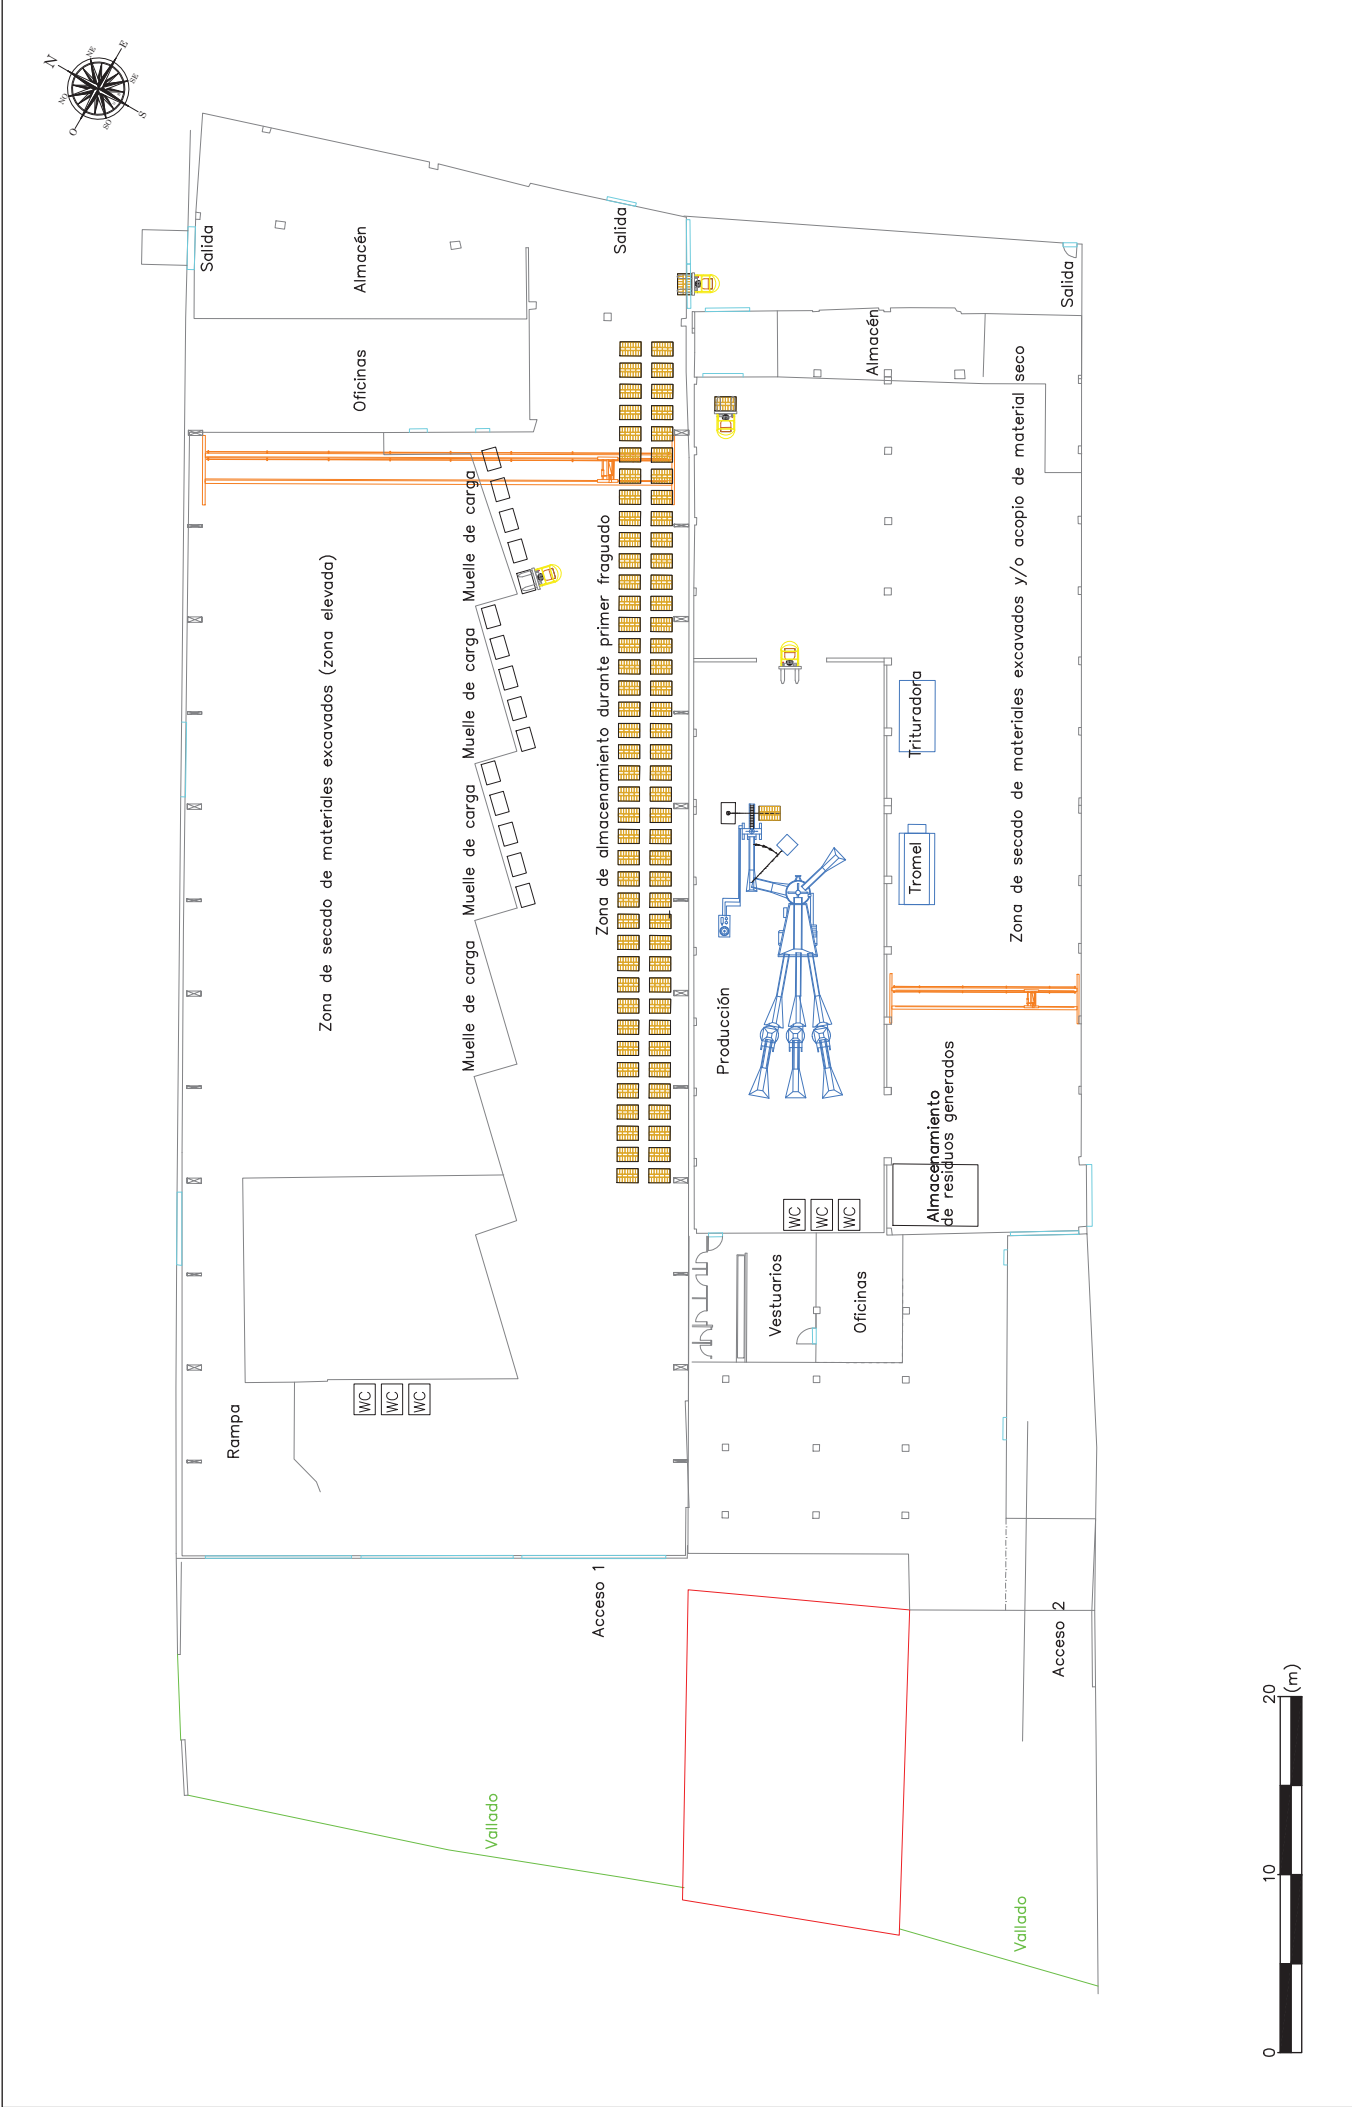 N
NE
E
SE
S
SO
O
NO
Salida
Almacén
Salida
Salida
Oficinas
Almacén
Zona de secado de materiales excavados (zona elevada)
Muelle de carga
Muelle de carga
Muelle de carga
Muelle de carga
Zona de almacenamiento durante primer fraguado
Zona de secado de materiales excavados y/o acopio de material seco
Trituradora
Tromel
Producción
Almacenamiento
de residuos generados
WC
WC
WC
Vestuarios
Oficinas
Rampa
WC
WC
WC
Acceso 1
Acceso 2
Vallado
Vallado
0
10
20
(m)